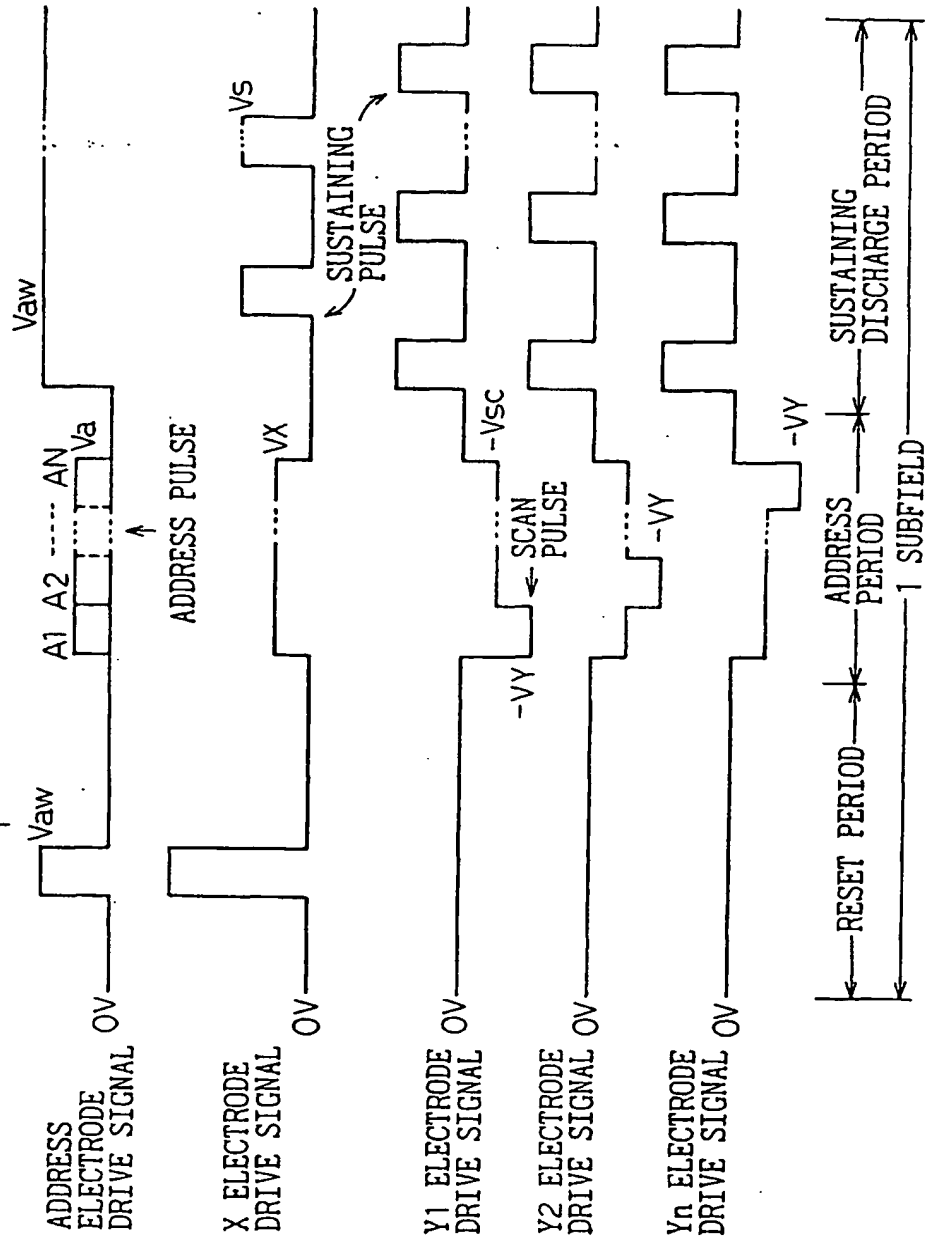 ADDRESS
ELECTRODE
DRIVE SIGNAL
0V
Vaw
A1 A2 ----- AN
Va
ADDRESS PULSE
Vaw
X ELECTRODE
DRIVE SIGNAL
0V
VX
Vs
SUSTAINING
PULSE
Y1 ELECTRODE
DRIVE SIGNAL
0V
-VY
SCAN
PULSE
-Vsc
Y2 ELECTRODE
DRIVE SIGNAL
0V
-VY
Yn ELECTRODE
DRIVE SIGNAL
0V
-VY
RESET PERIOD
ADDRESS
PERIOD
SUSTAINING
DISCHARGE PERIOD
1 SUBFIELD